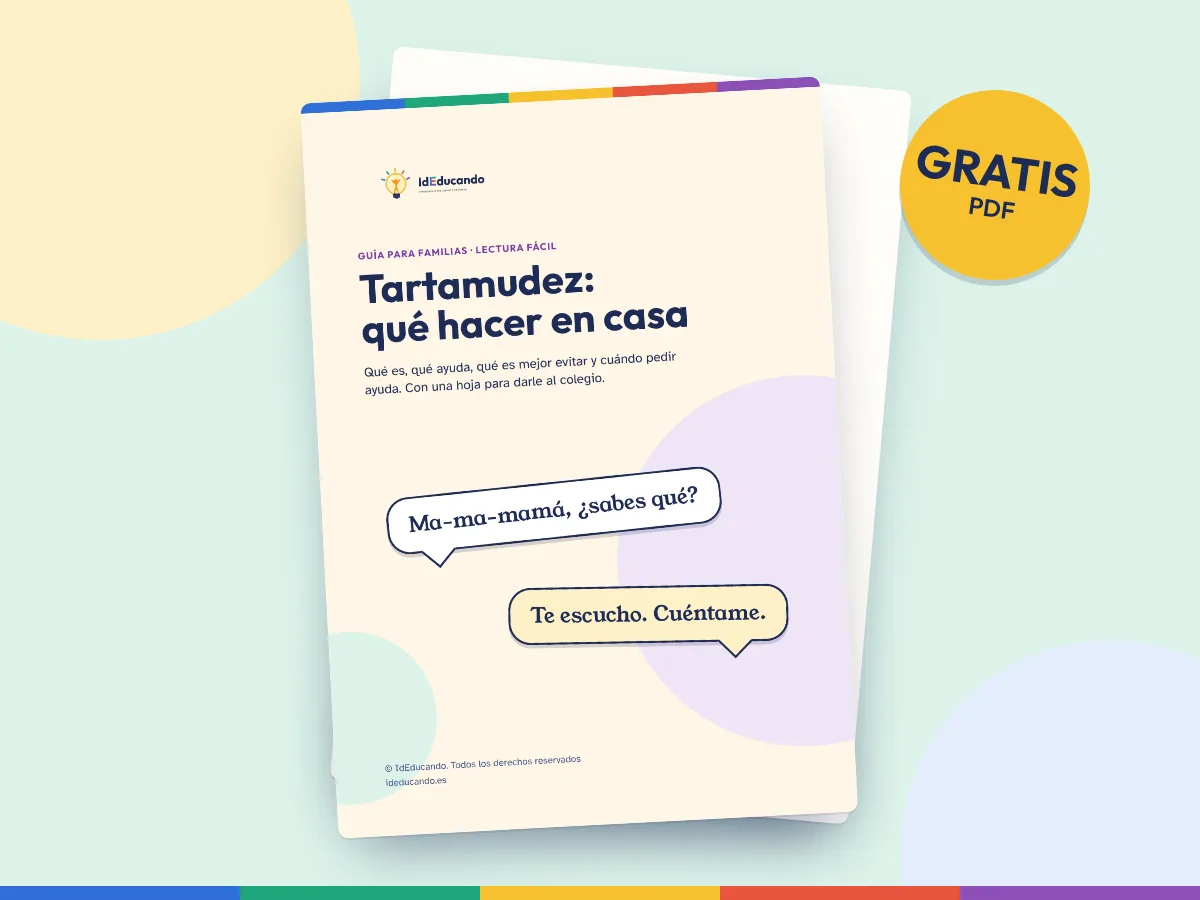 IdEducando
GUÍA PARA FAMILIAS · LECTURA FÁCIL
Tartamudez:
qué hacer en casa
Qué es, qué ayuda, qué es mejor evitar y cuándo pedir
ayuda. Con una hoja para darle al colegio.
Ma-ma-mamá, ¿sabes qué?
Te escucho. Cuéntame.
© IdEducando. Todos los derechos reservados
ideducando.es
GRATIS
PDF